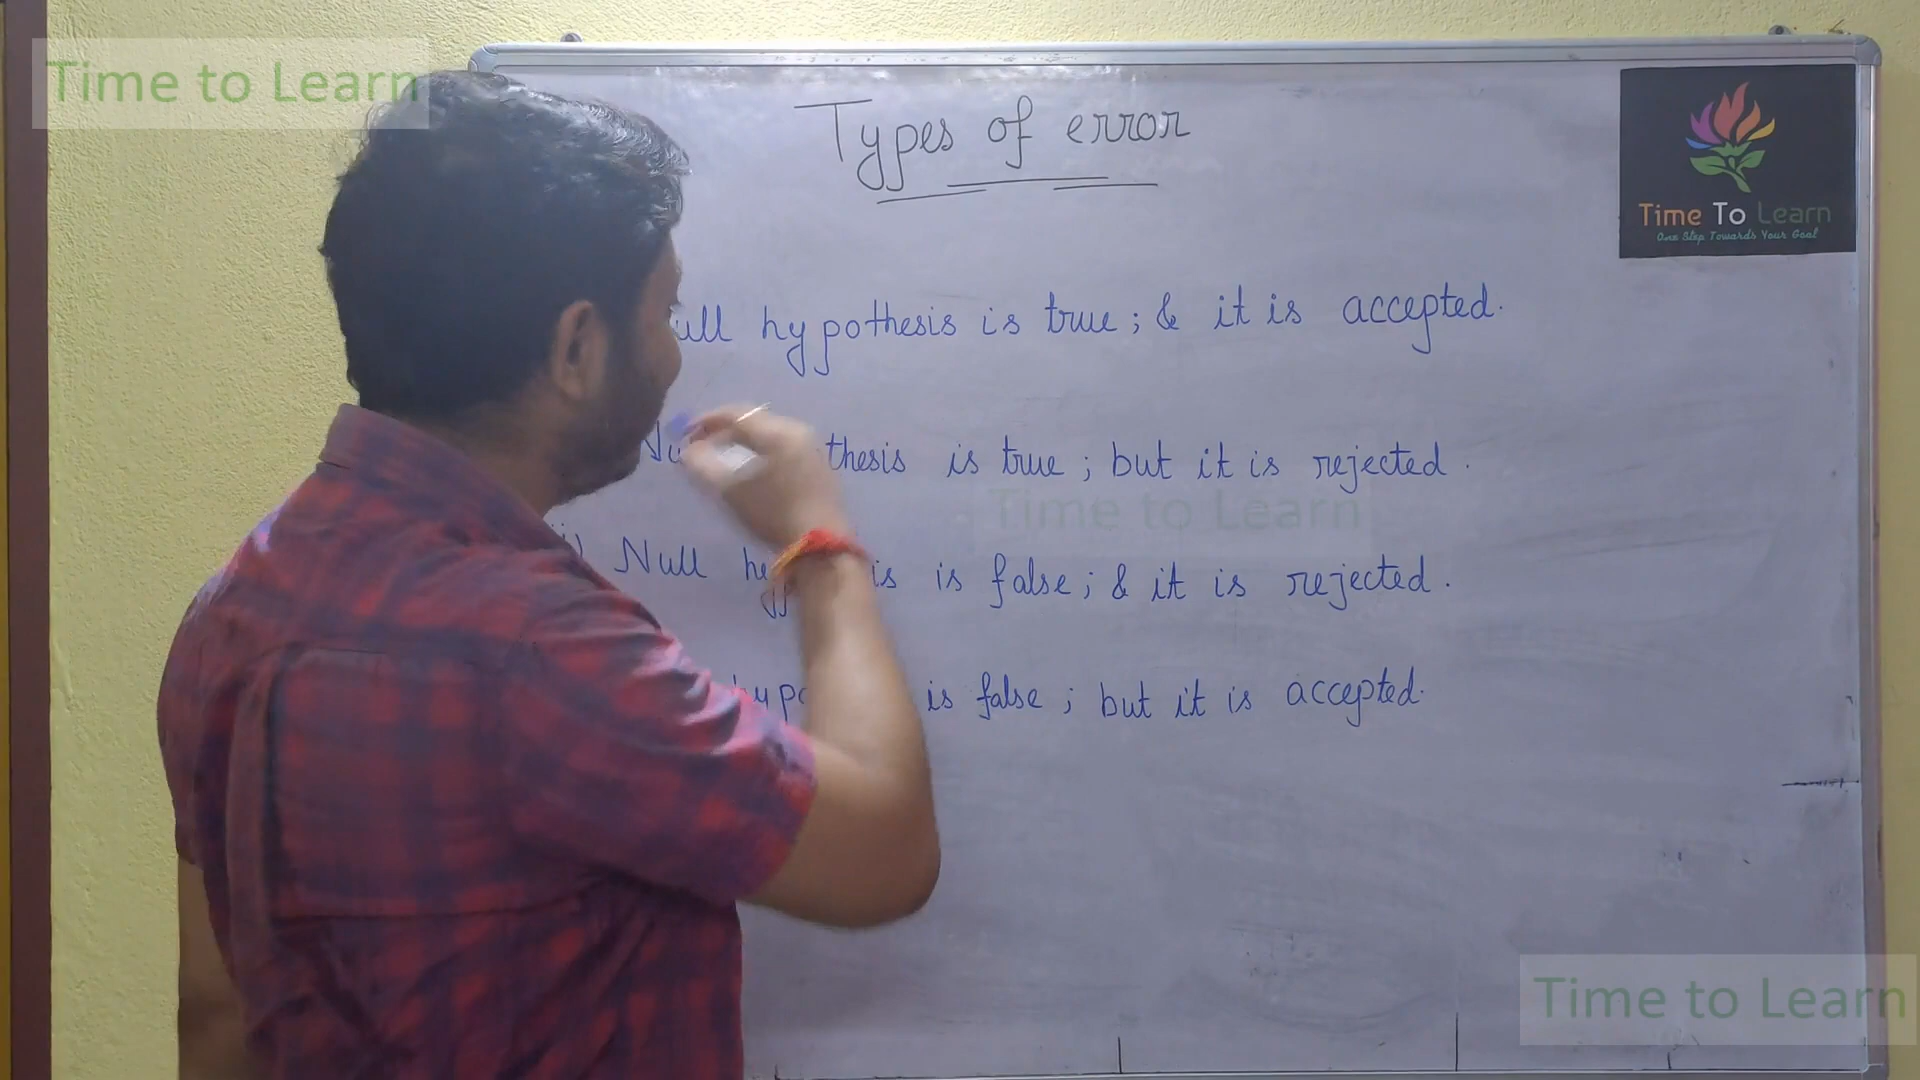 Time to Learn
Types of error
Time To Learn
One Step Towards Your Goal
ull hypothesis is true; & it is accepted.
thesis is true; but it is rejected.
Time to Learn
Null is is false; & it is rejected.
is false; but it is accepted.
Time to Learn